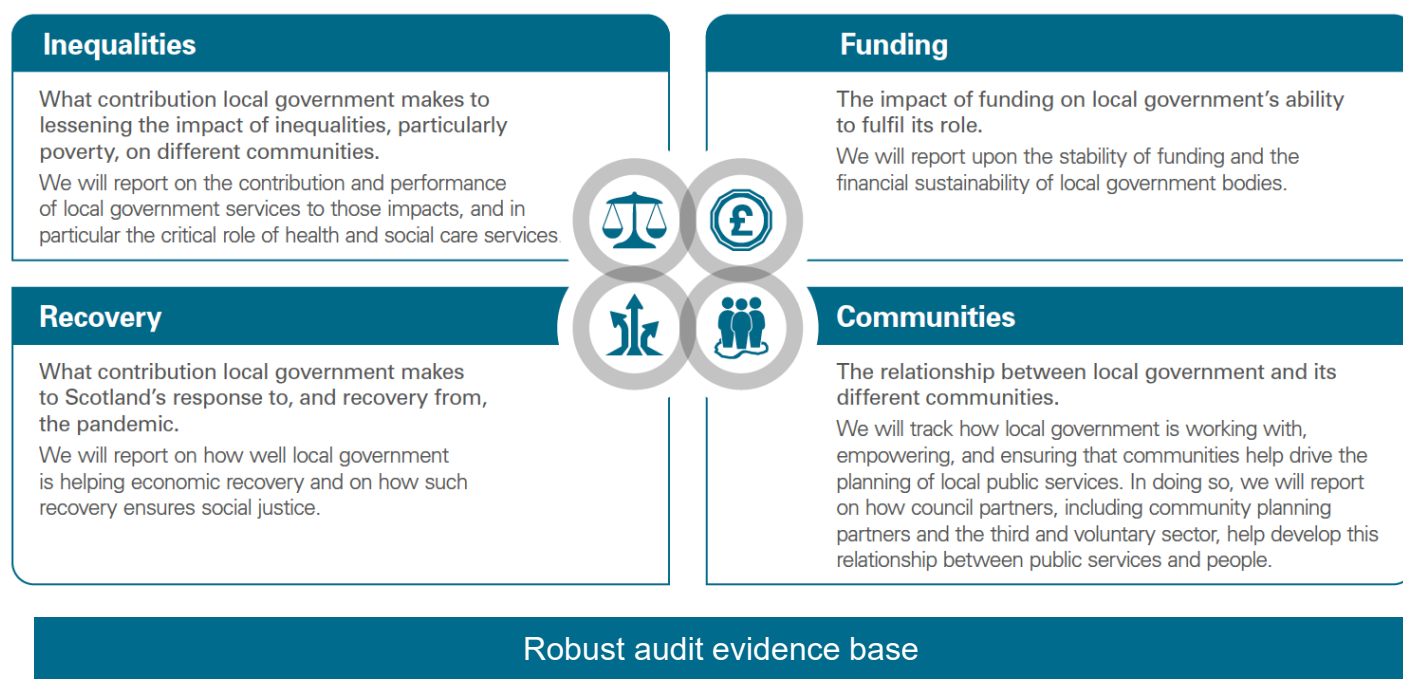 Inequalities
What contribution local government makes to
lessening the impact of inequalities, particularly
poverty, on different communities.
We will report on the contribution and performance
of local government services to those impacts, and in
particular the critical role of health and social care services.
Funding
The impact of funding on local government's ability
to fulfil its role.
We will report upon the stability of funding and the
financial sustainability of local government bodies.
£
Recovery
What contribution local government makes
to Scotland's response to, and recovery from,
the pandemic.
We will report on how well local government
is helping economic recovery and on how such
recovery ensures social justice.
Communities
The relationship between local government and its
different communities.
We will track how local government is working with,
empowering, and ensuring that communities help drive the
planning of local public services. In doing so, we will report
on how council partners, including community planning
partners and the third and voluntary sector, help develop this
relationship between public services and people.
Robust audit evidence base